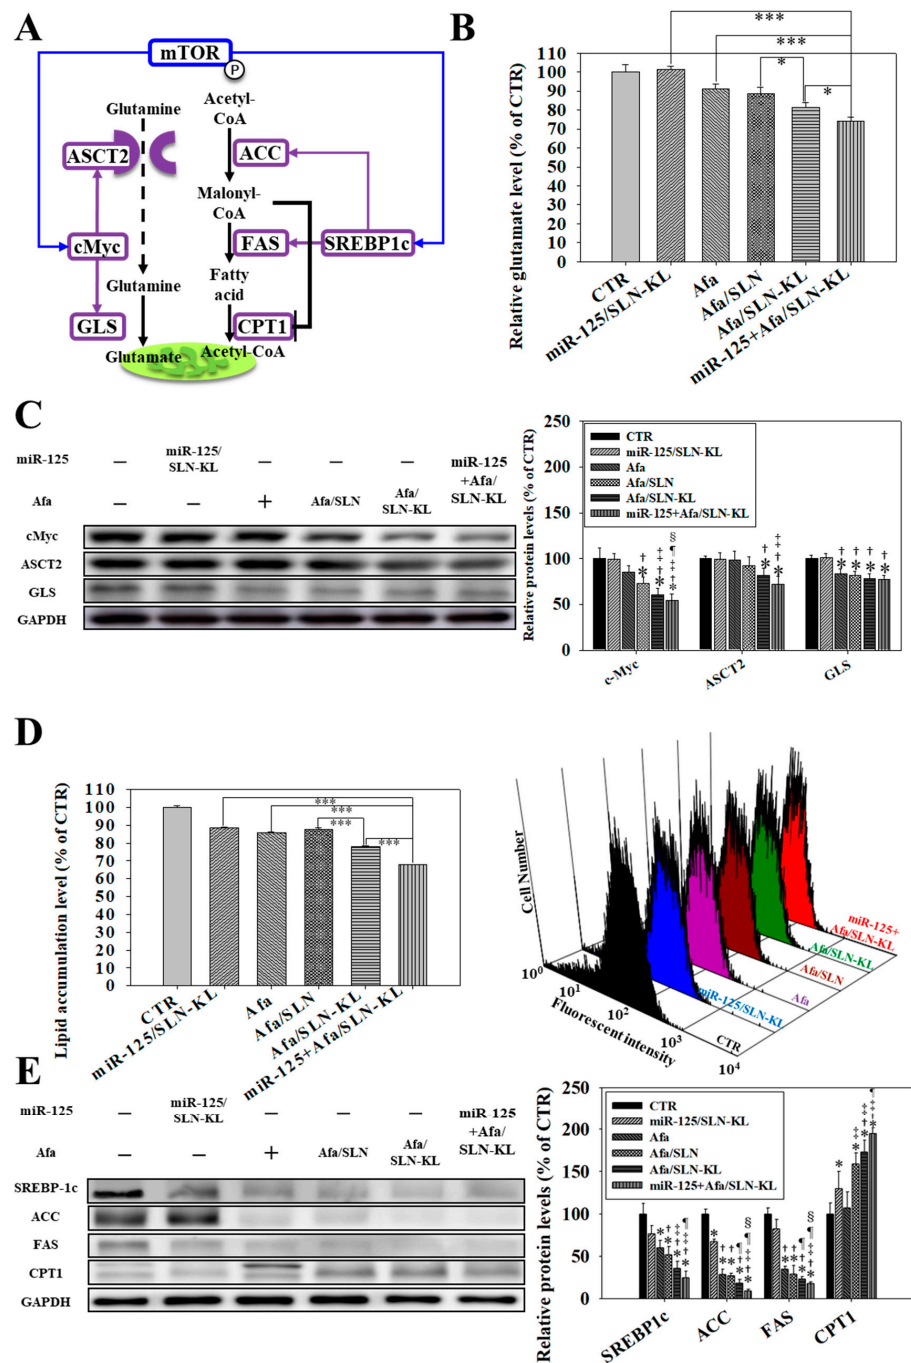 A
mTOR
P
Glutamine
Acetyl-
CoA
ASCT2
ACC
Malonyl-
CoA
cMyc
FAS
SREBP1c
Glutamine
Fatty
acid
GLS
CPT1
Glutamate
Acetyl-CoA
B
Relative glutamate level (% of CTR)
110
100
90
80
70
60
50
40
30
20
10
0
***
***
*
*
CTR
miR-125/SLN-KL
Afa
Afa/SLN
Afa/SLN-KL
miR-125+Afa/SLN-KL
C
miR-125 – miR-125/SLN-KL – – – miR-125+Afa/SLN-KL
Afa – – + Afa/SLN Afa/SLN-KL
cMyc
ASCT2
GLS
GAPDH
Relative protein levels (% of CTR)
250
200
150
100
50
0
CTR
miR-125/SLN-KL
Afa
Afa/SLN
Afa/SLN-KL
miR-125+Afa/SLN-KL
c-Myc
ASCT2
GLS
D
Lipid accumulation level (% of CTR)
110
100
90
80
70
60
50
40
30
20
10
0
***
***
***
***
CTR
miR-125/SLN-KL
Afa
Afa/SLN
Afa/SLN-KL
miR-125+Afa/SLN-KL
Cell Number
10⁰
10¹
10²
10³
10⁴
Fluorescent intensity
miR-125+
Afa/SLN-KL
Afa/SLN-KL
Afa/SLN
Afa
miR-125/SLN-KL
CTR
E
miR-125 – miR-125/SLN-KL – – – miR-125+Afa/SLN-KL
Afa – – + Afa/SLN Afa/SLN-KL
SREBP-1c
ACC
FAS
CPT1
GAPDH
Relative protein levels (% of CTR)
250
200
150
100
50
0
CTR
miR-125/SLN-KL
Afa
Afa/SLN
Afa/SLN-KL
miR-125+Afa/SLN-KL
SREBP1c
ACC
FAS
CPT1